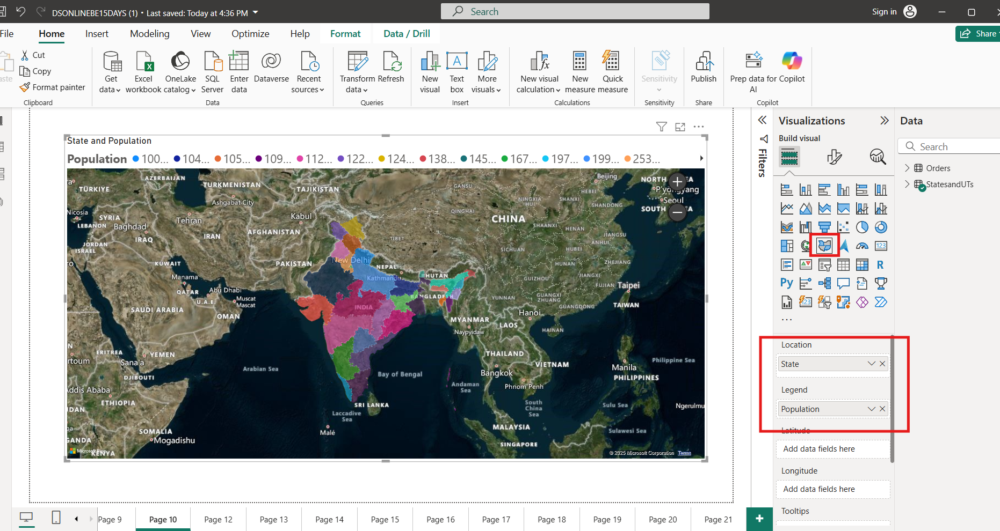 DSONLINEBE15DAYS (1) • Last saved: Today at 4:36 PM
Search
Sign in
File
Home
Insert
Modeling
View
Optimize
Help
Format
Data / Drill
Share
Cut
Copy
Format painter
Clipboard
Get data
Excel workbook
OneLake catalog
SQL Server
Enter data
Dataverse
Recent sources
Data
Transform data
Refresh
Queries
New visual
Text box
More visuals
Insert
New visual calculation
New measure
Quick measure
Calculations
Sensitivity
Sensitivity
Publish
Share
Prep data for AI
Copilot
Copilot
State and Population
Population 100... 104... 105... 109... 112... 122... 124... 138... 145... 167... 197... 199... 253...
AZERBAIJAN
TÜRKIYE
TURKMENISTAN
TAJIKISTAN
GANSU
Beijing
NORTH
P'yongyang
Seoul
SOUTH
HEBEI
NINGXIA HUI
SHANXI
SHANDONG
QINGHAI
CHINA
Ashgabat City
Nicosia
SYRIA
LEBANON
Baghdad
Tehran
Kabul
IRAQ
IRAN
AFGHANISTAN
SHAANXI
HENAN
JIANGSU
ANHUI
TIBET
JORDAN
ISRAEL
SICHUAN
HUBEI
ZHEJIANG
KUWAIT
PAKISTAN
New Delhi
NEPAL
Kathmandu
BHUTAN
HUNAN
JIANGXI
GUIZHOU
FUJIAN
Taipei
Manama
QATAR
Abu Dhabi
U.A.E.
Muscat
Muscat
BANGLADESH
YUNNAN
GUANGXI ZHUANG
GUANGDONG
TAIWAN
SAUDI ARABIA
OMAN
INDIA
MYANMAR
Naypyidaw
LAOS
Hanoi
HAINAN
ERITREA
YEMEN
Sana'a
rtoum
DJIBOUTI
Addis Ababa
ETHIOPIA
Arabian Sea
Bay of Bengal
THAILAND
Bangkok
VIETNAM
Phnom Penh
Manila
PHILIPPINES
Philippine Sea
Andaman Sea
SRI LANKA
Laccadive Sea
South China Sea
Sulu Sea
Ngerulmu
Malé
MALAYSIA
SINGAPORE
Sulawesi Sea
SOMALIA
Mogadishu
KENYA
Microsoft Bing
© 2025 Microsoft Corporation Terms
Filters
Visualizations
Build visual
Location
State
Legend
Population
Latitude
Add data fields here
Longitude
Add data fields here
Tooltips
Data
Search
Orders
StatesandUTs
Page 9
Page 10
Page 12
Page 13
Page 14
Page 15
Page 16
Page 17
Page 18
Page 19
Page 20
Page 21